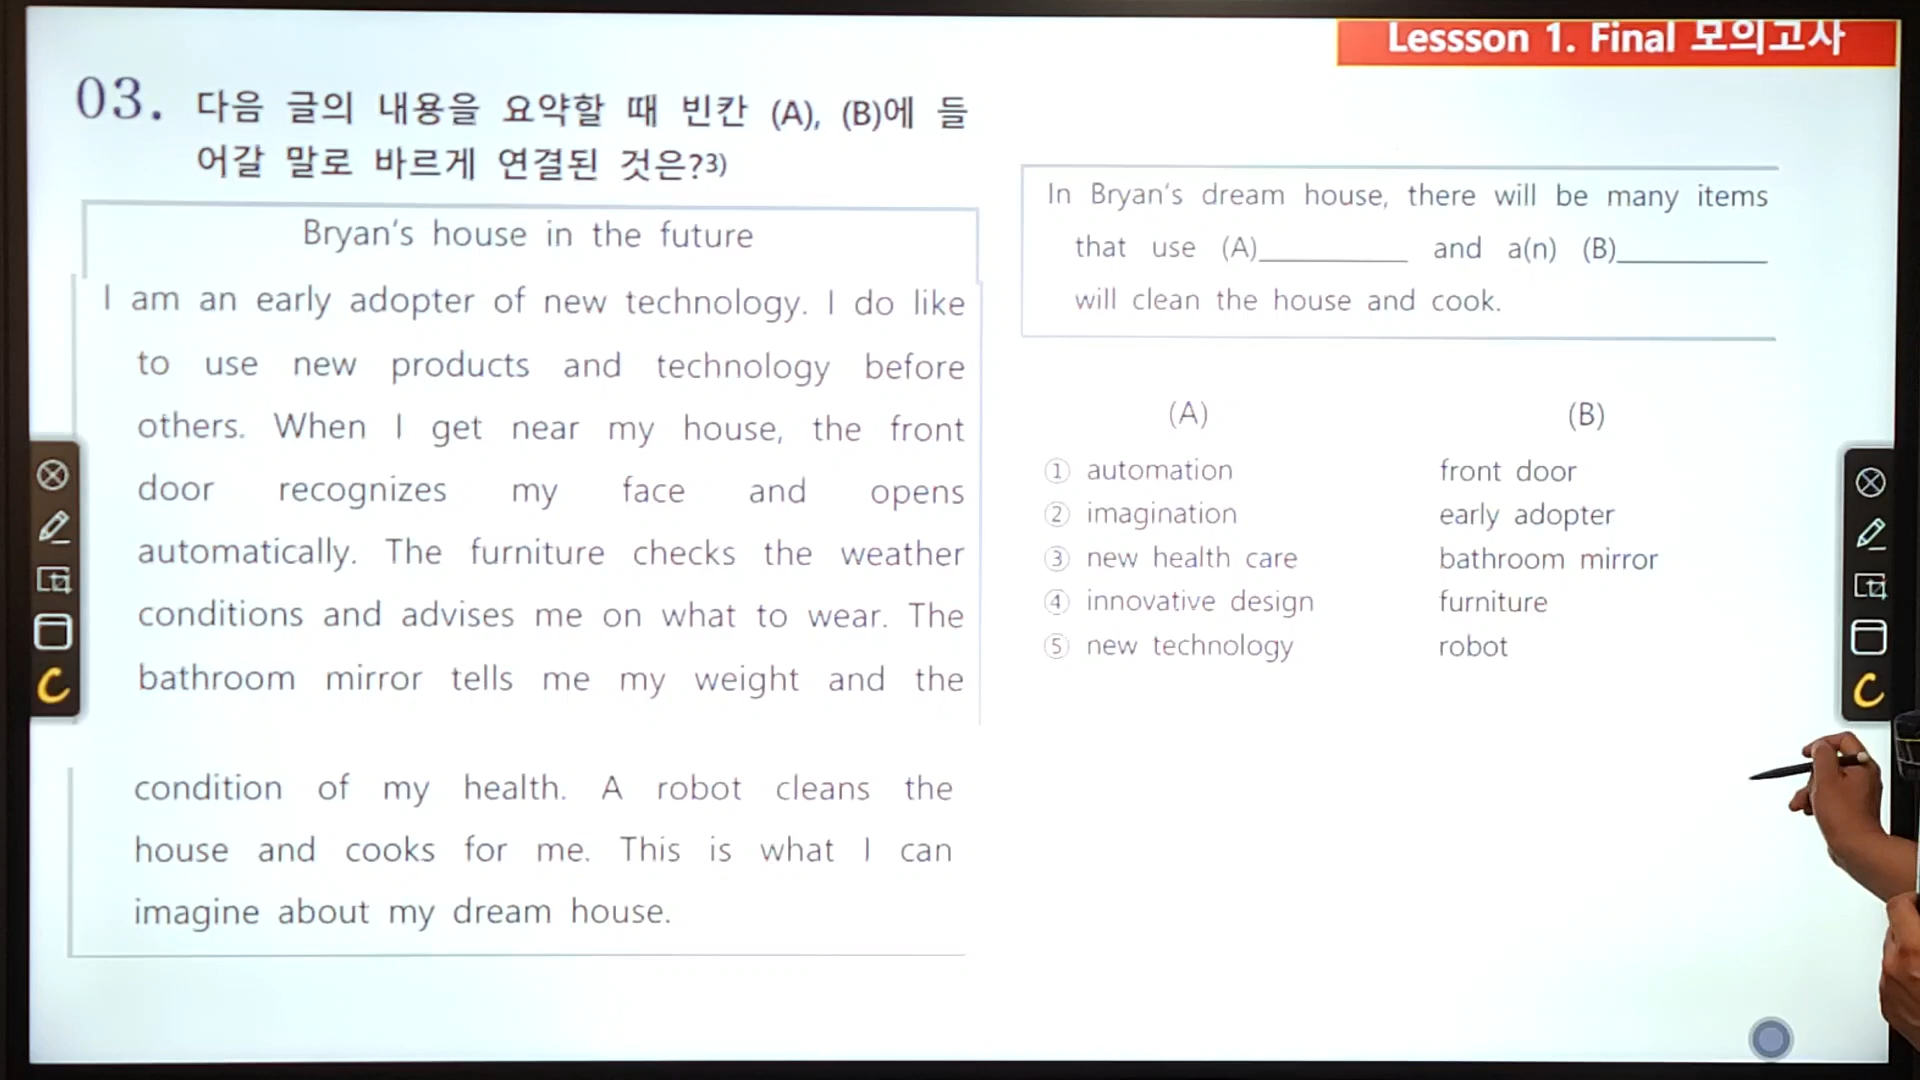 Lessson 1. Final 모의고사
03. 다음 글의 내용을 요약할 때 빈칸 (A), (B)에 들
어갈 말로 바르게 연결된 것은?3)
Bryan's house in the future
I am an early adopter of new technology. I do like
to use new products and technology before
others. When I get near my house, the front
door recognizes my face and opens
automatically. The furniture checks the weather
conditions and advises me on what to wear. The
bathroom mirror tells me my weight and the
condition of my health. A robot cleans the
house and cooks for me. This is what I can
imagine about my dream house.
In Bryan's dream house, there will be many items
that use (A)__________ and a(n) (B)__________
will clean the house and cook.
(A) (B)
① automation front door
② imagination early adopter
③ new health care bathroom mirror
④ innovative design furniture
⑤ new technology robot